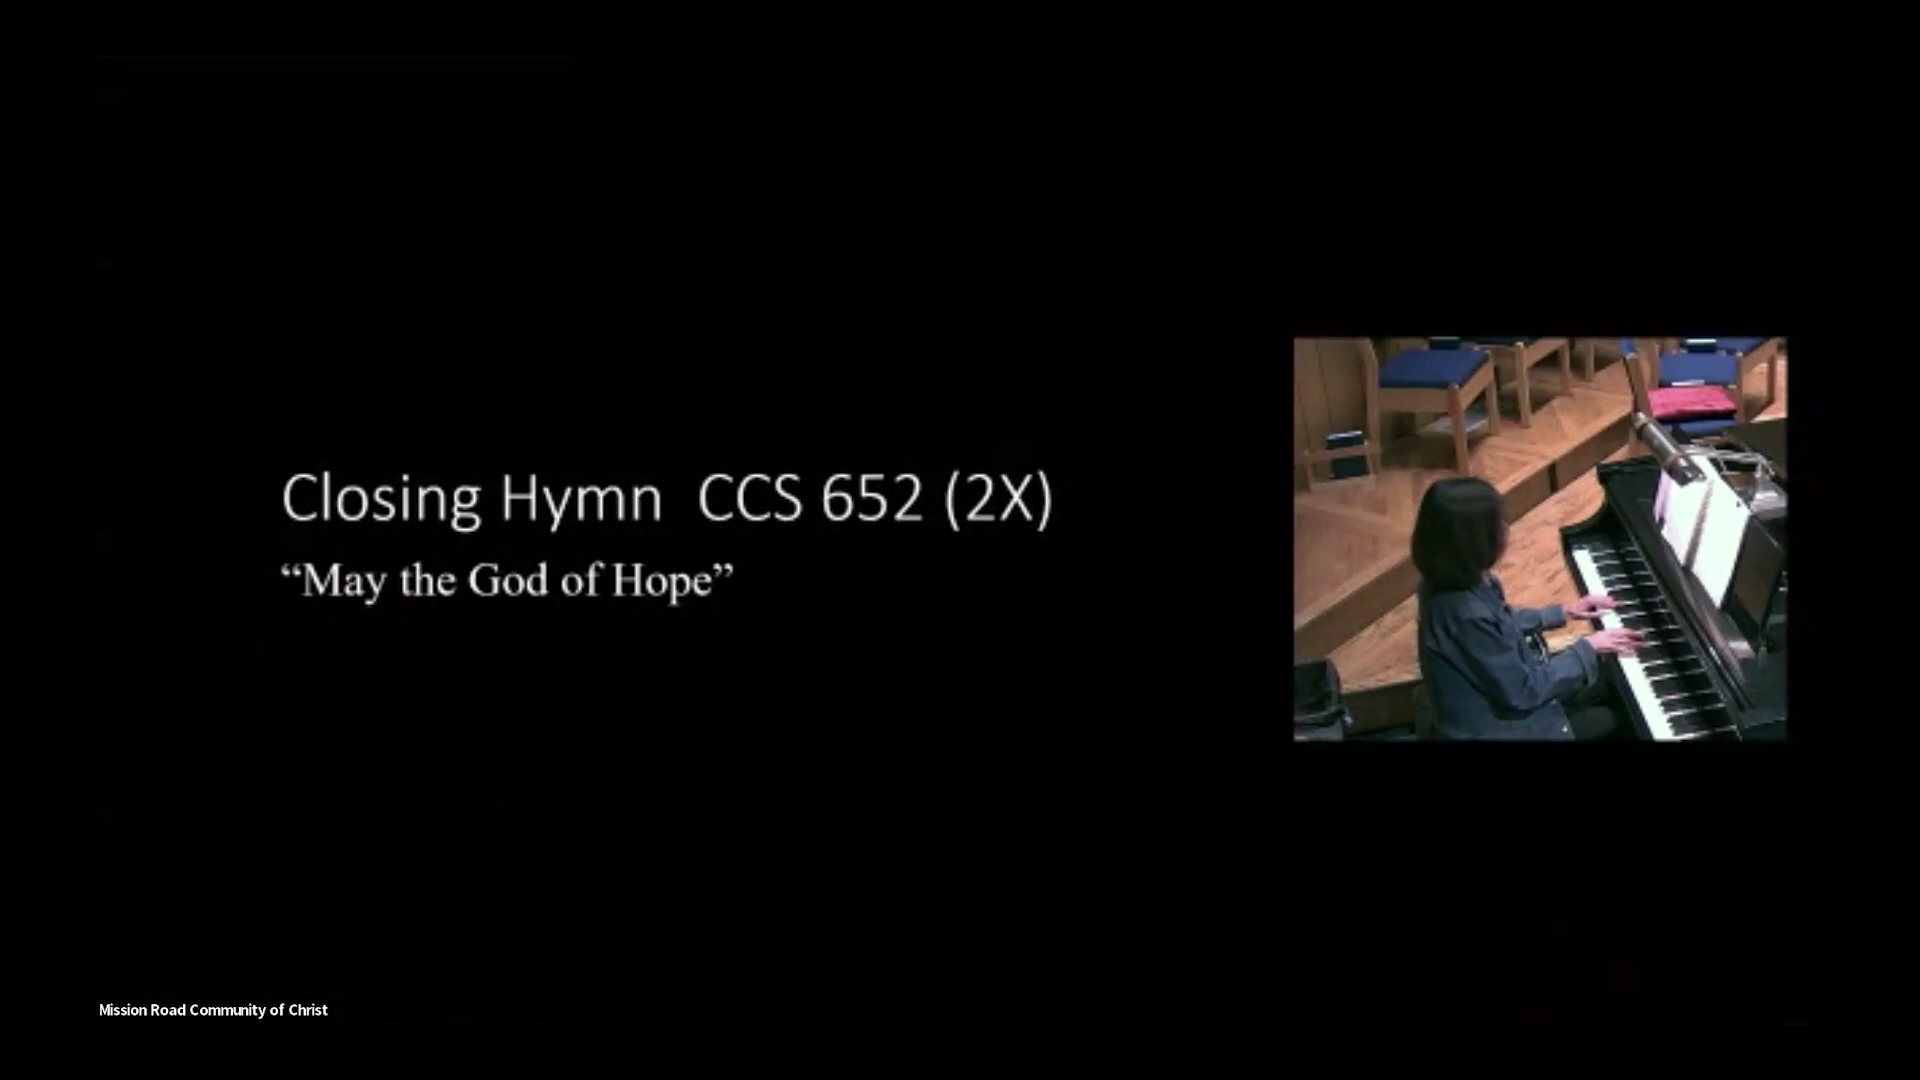 Closing Hymn  CCS 652 (2X)
“May the God of Hope”
Mission Road Community of Christ